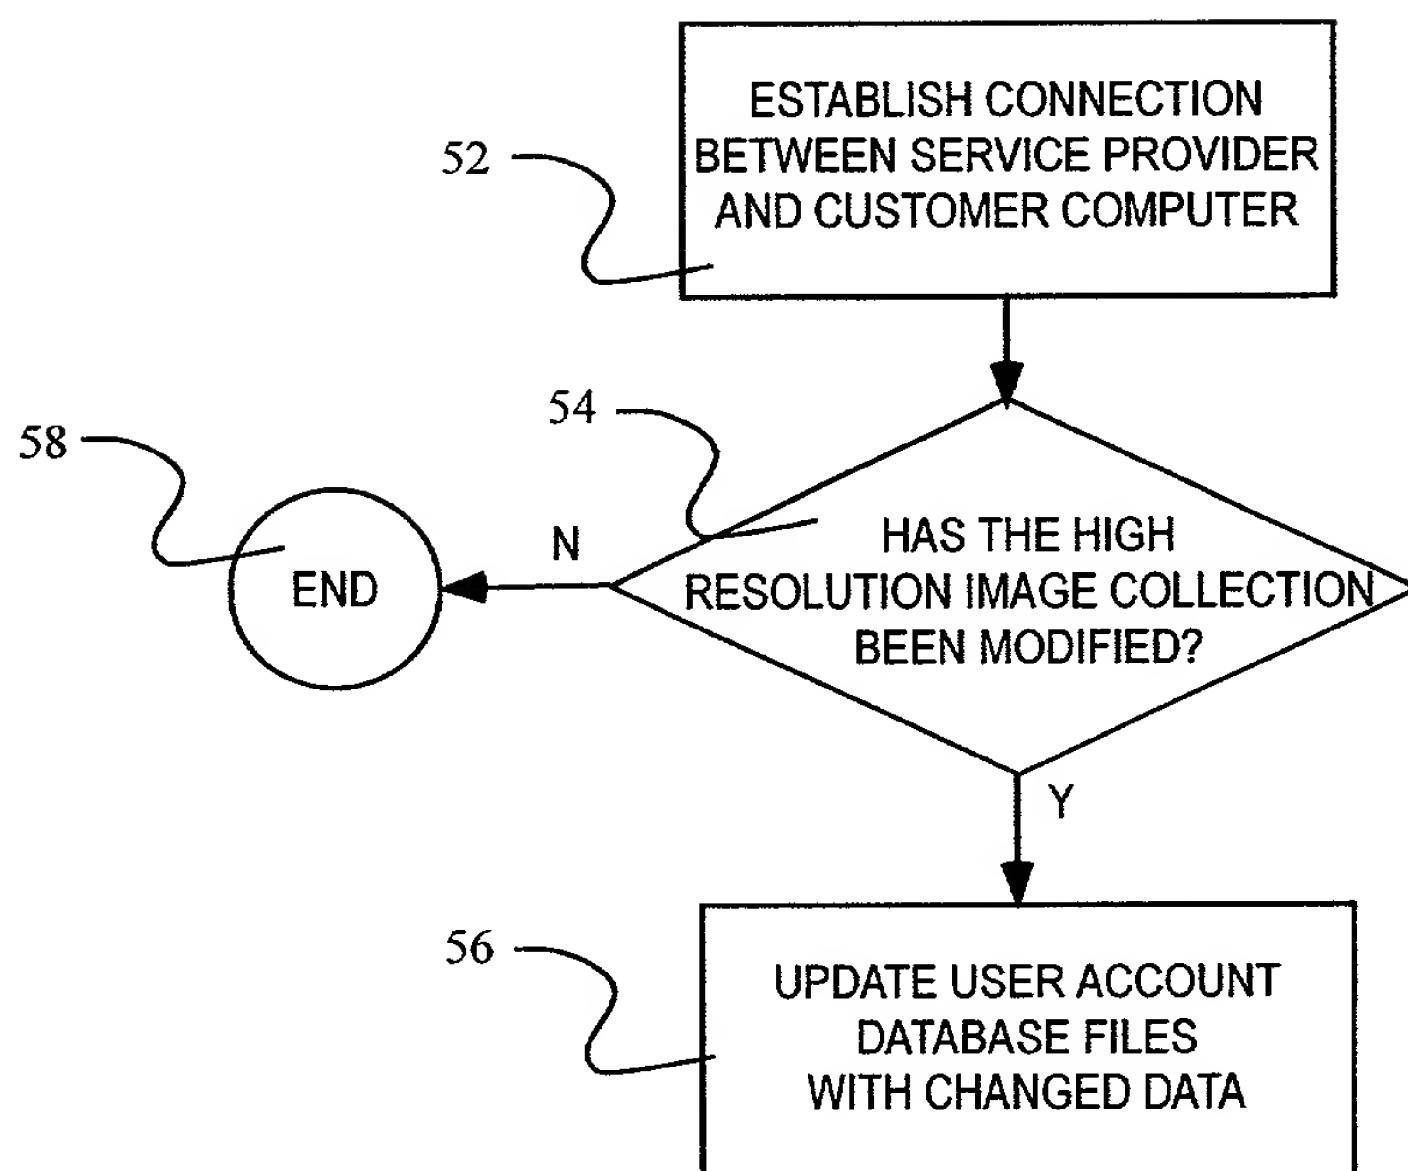 52
ESTABLISH CONNECTION
BETWEEN SERVICE PROVIDER
AND CUSTOMER COMPUTER
54
58
N
END
HAS THE HIGH
RESOLUTION IMAGE COLLECTION
BEEN MODIFIED?
Y
56
UPDATE USER ACCOUNT
DATABASE FILES
WITH CHANGED DATA